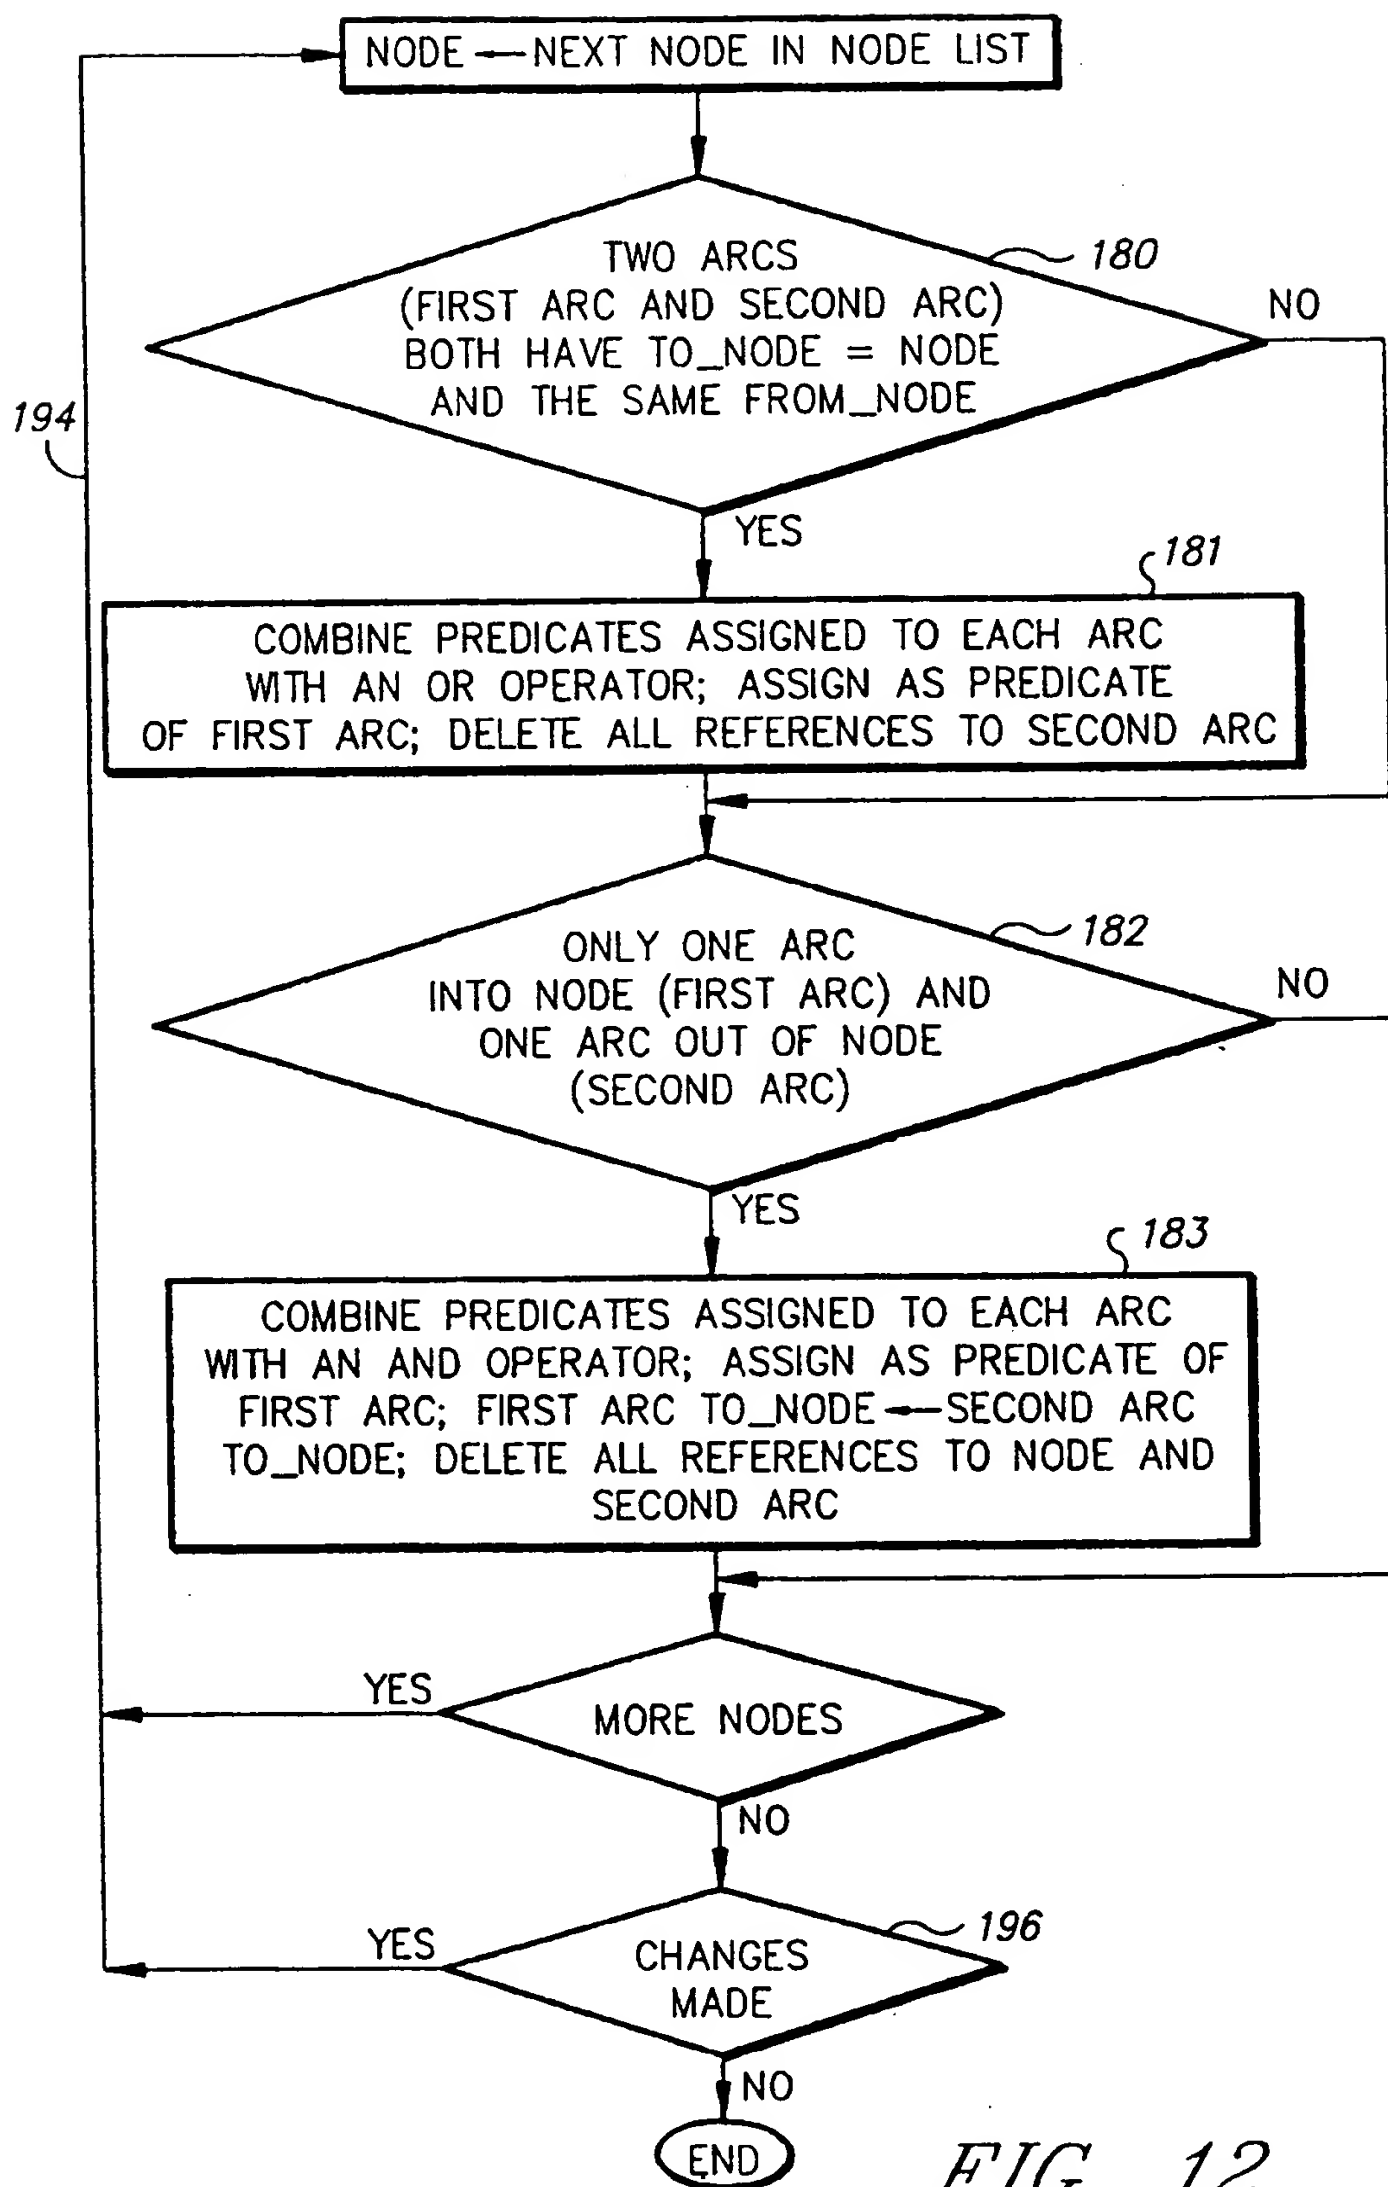 NODE ← NEXT NODE IN NODE LIST
TWO ARCS
(FIRST ARC AND SECOND ARC)
BOTH HAVE TO_NODE = NODE
AND THE SAME FROM_NODE
180
NO
194
YES
181
COMBINE PREDICATES ASSIGNED TO EACH ARC
WITH AN OR OPERATOR; ASSIGN AS PREDICATE
OF FIRST ARC; DELETE ALL REFERENCES TO SECOND ARC
ONLY ONE ARC
INTO NODE (FIRST ARC) AND
ONE ARC OUT OF NODE
(SECOND ARC)
182
NO
YES
183
COMBINE PREDICATES ASSIGNED TO EACH ARC
WITH AN AND OPERATOR; ASSIGN AS PREDICATE OF
FIRST ARC; FIRST ARC TO_NODE ← SECOND ARC
TO_NODE; DELETE ALL REFERENCES TO NODE AND
SECOND ARC
YES
MORE NODES
NO
YES
CHANGES
MADE
196
NO
END
FIG. 12